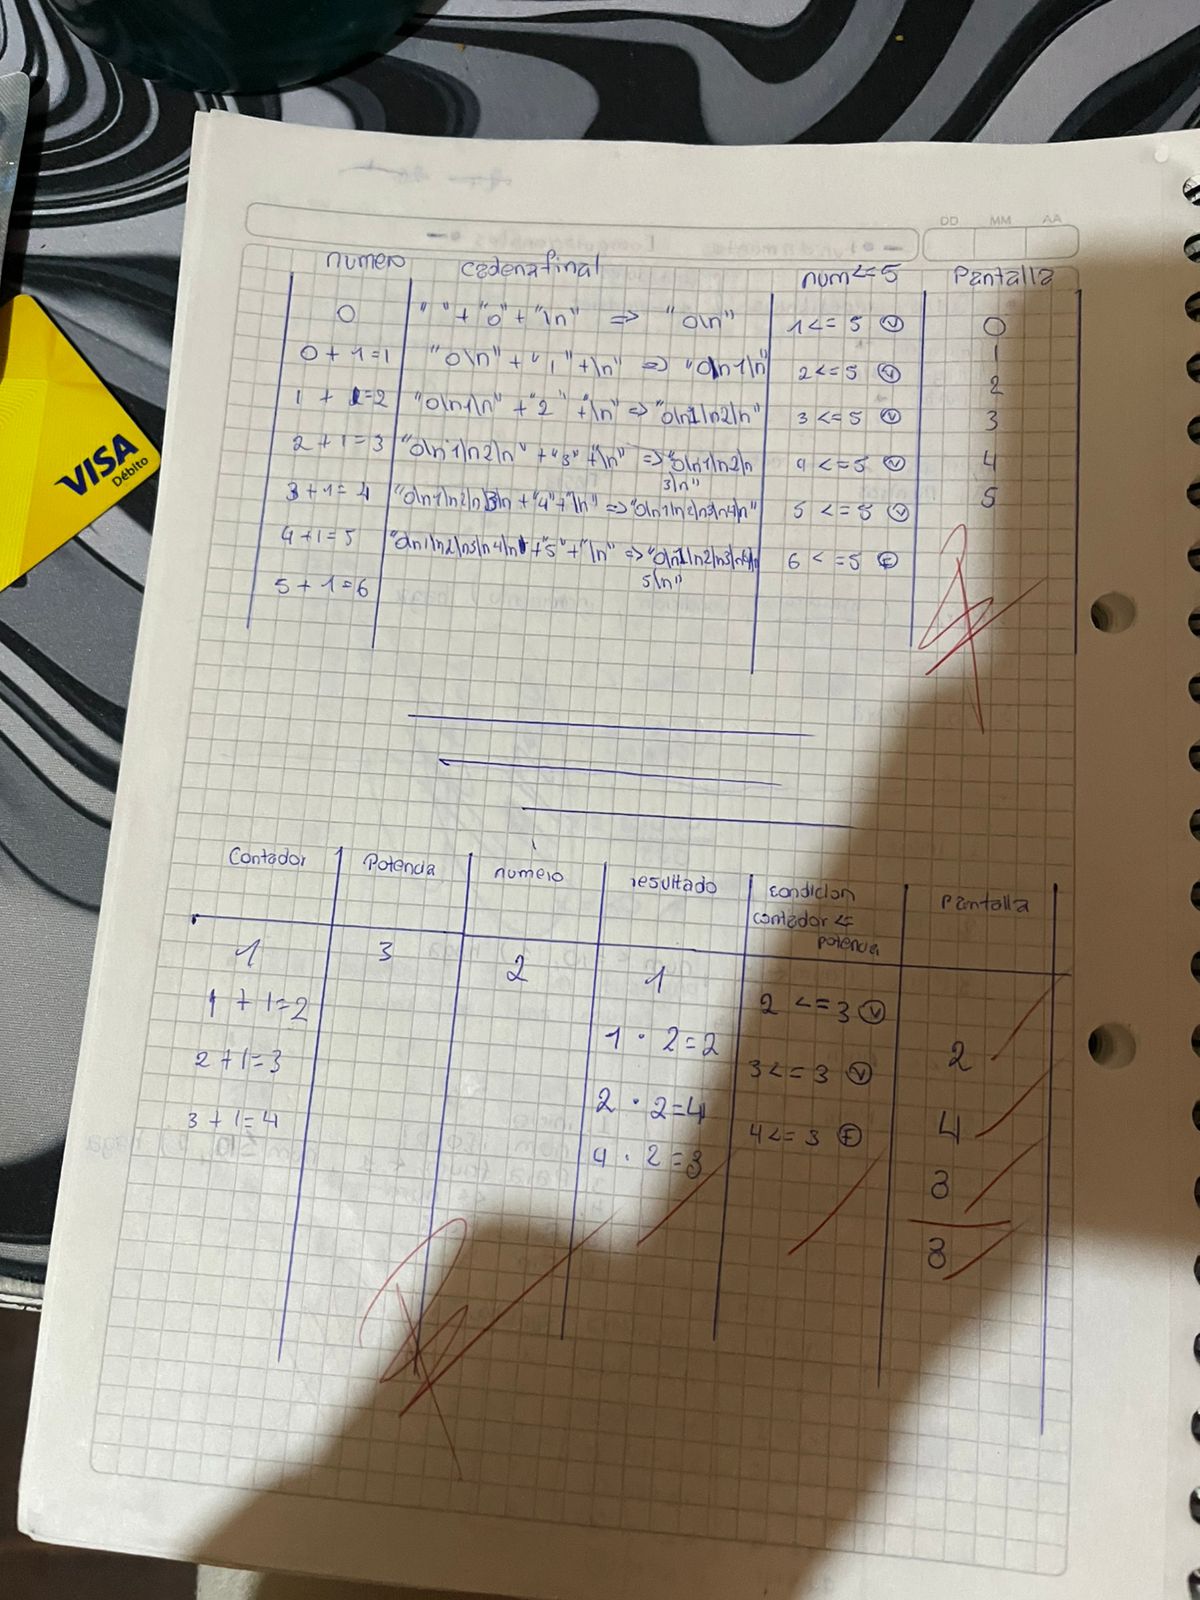 DD MM AA
numero cadenafinal num<=5 Pantalla
0 " " + "0" + "\n" => "0\n" 1 <= 5 V 0
0 + 1 = 1 "0\n" + "1" + \n" => "0\n1\n" 2 <= 5 V 1
1 + 1 = 2 "0\n1\n" + "2" + "\n" => "0\n1\n2\n" 3 <= 5 V 2
2 + 1 = 3 "0\n1\n2\n" + "3" + \n" => "0\n1\n2\n 4 <= 5 V 3
3\n"
3 + 1 = 4 "0\n1\n2\n3\n + "4" + "\n" => "0\n1\n2\n3\n4\n" 5 <= 5 V 4
4 + 1 = 5 "0\n1\n2\n3\n4\n + "5" + "\n" => "0\n1\n2\n3\n4\n 6 <= 5 F 5
5\n"
5 + 1 = 6
Contador Potencia numero resultado condicion Pantalla
contador <=
potencia
1 3 2 1
1 + 1 = 2 2 <= 3 V
1 · 2 = 2 2
2 + 1 = 3 3 <= 3 V
2 · 2 = 4 4
3 + 1 = 4 4 <= 3 F
4 · 2 = 8 8
8
VISA
Débito